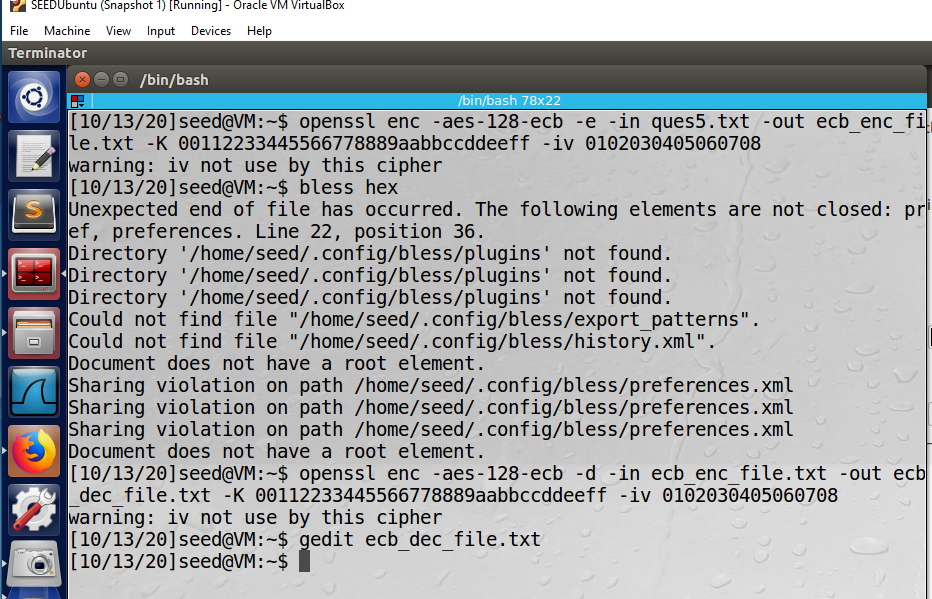 SEEDUbuntu (Snapshot 1) [Running] - Oracle VM VirtualBox
File Machine View Input Devices Help
Terminator
/bin/bash
/bin/bash 78x22
[10/13/20]seed@VM:~$ openssl enc -aes-128-ecb -e -in ques5.txt -out ecb_enc_fi
le.txt -K 00112233445566778889aabbccddeeff -iv 0102030405060708
warning: iv not use by this cipher
[10/13/20]seed@VM:~$ bless hex
Unexpected end of file has occurred. The following elements are not closed: pr
ef, preferences. Line 22, position 36.
Directory '/home/seed/.config/bless/plugins' not found.
Directory '/home/seed/.config/bless/plugins' not found.
Directory '/home/seed/.config/bless/plugins' not found.
Could not find file "/home/seed/.config/bless/export_patterns".
Could not find file "/home/seed/.config/bless/history.xml".
Document does not have a root element.
Sharing violation on path /home/seed/.config/bless/preferences.xml
Sharing violation on path /home/seed/.config/bless/preferences.xml
Sharing violation on path /home/seed/.config/bless/preferences.xml
Document does not have a root element.
[10/13/20]seed@VM:~$ openssl enc -aes-128-ecb -d -in ecb_enc_file.txt -out ecb
_dec_file.txt -K 00112233445566778889aabbccddeeff -iv 0102030405060708
warning: iv not use by this cipher
[10/13/20]seed@VM:~$ gedit ecb_dec_file.txt
[10/13/20]seed@VM:~$